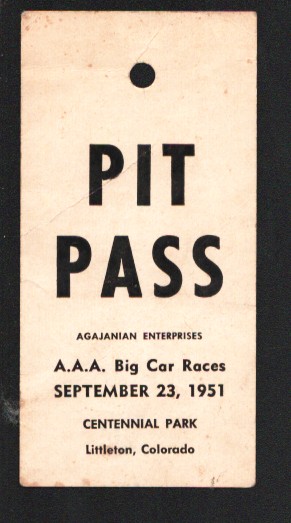 PIT
PASS
AGAJANIAN ENTERPRISES
A.A.A. Big Car Races
SEPTEMBER 23, 1951
CENTENNIAL PARK
Littleton, Colorado